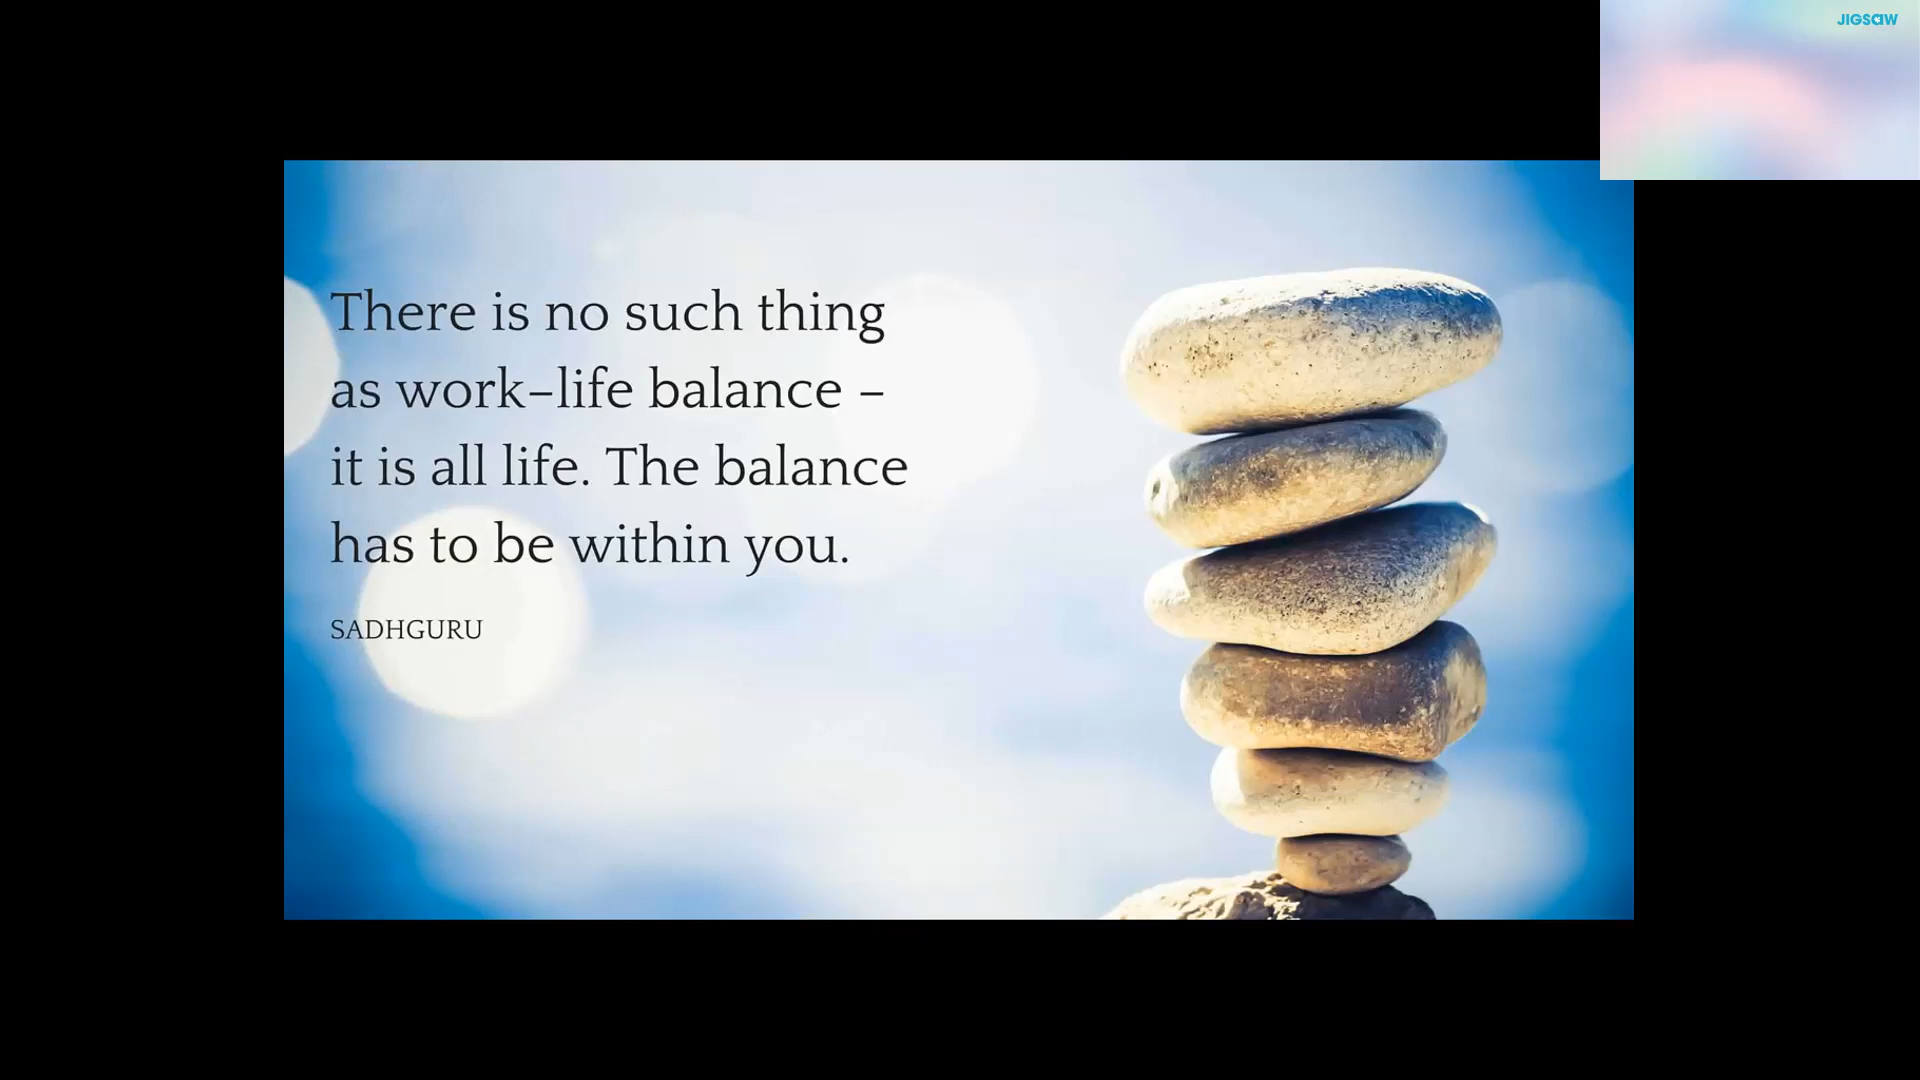 JIGSAW
There is no such thing
as work–life balance –
it is all life. The balance
has to be within you.
SADHGURU